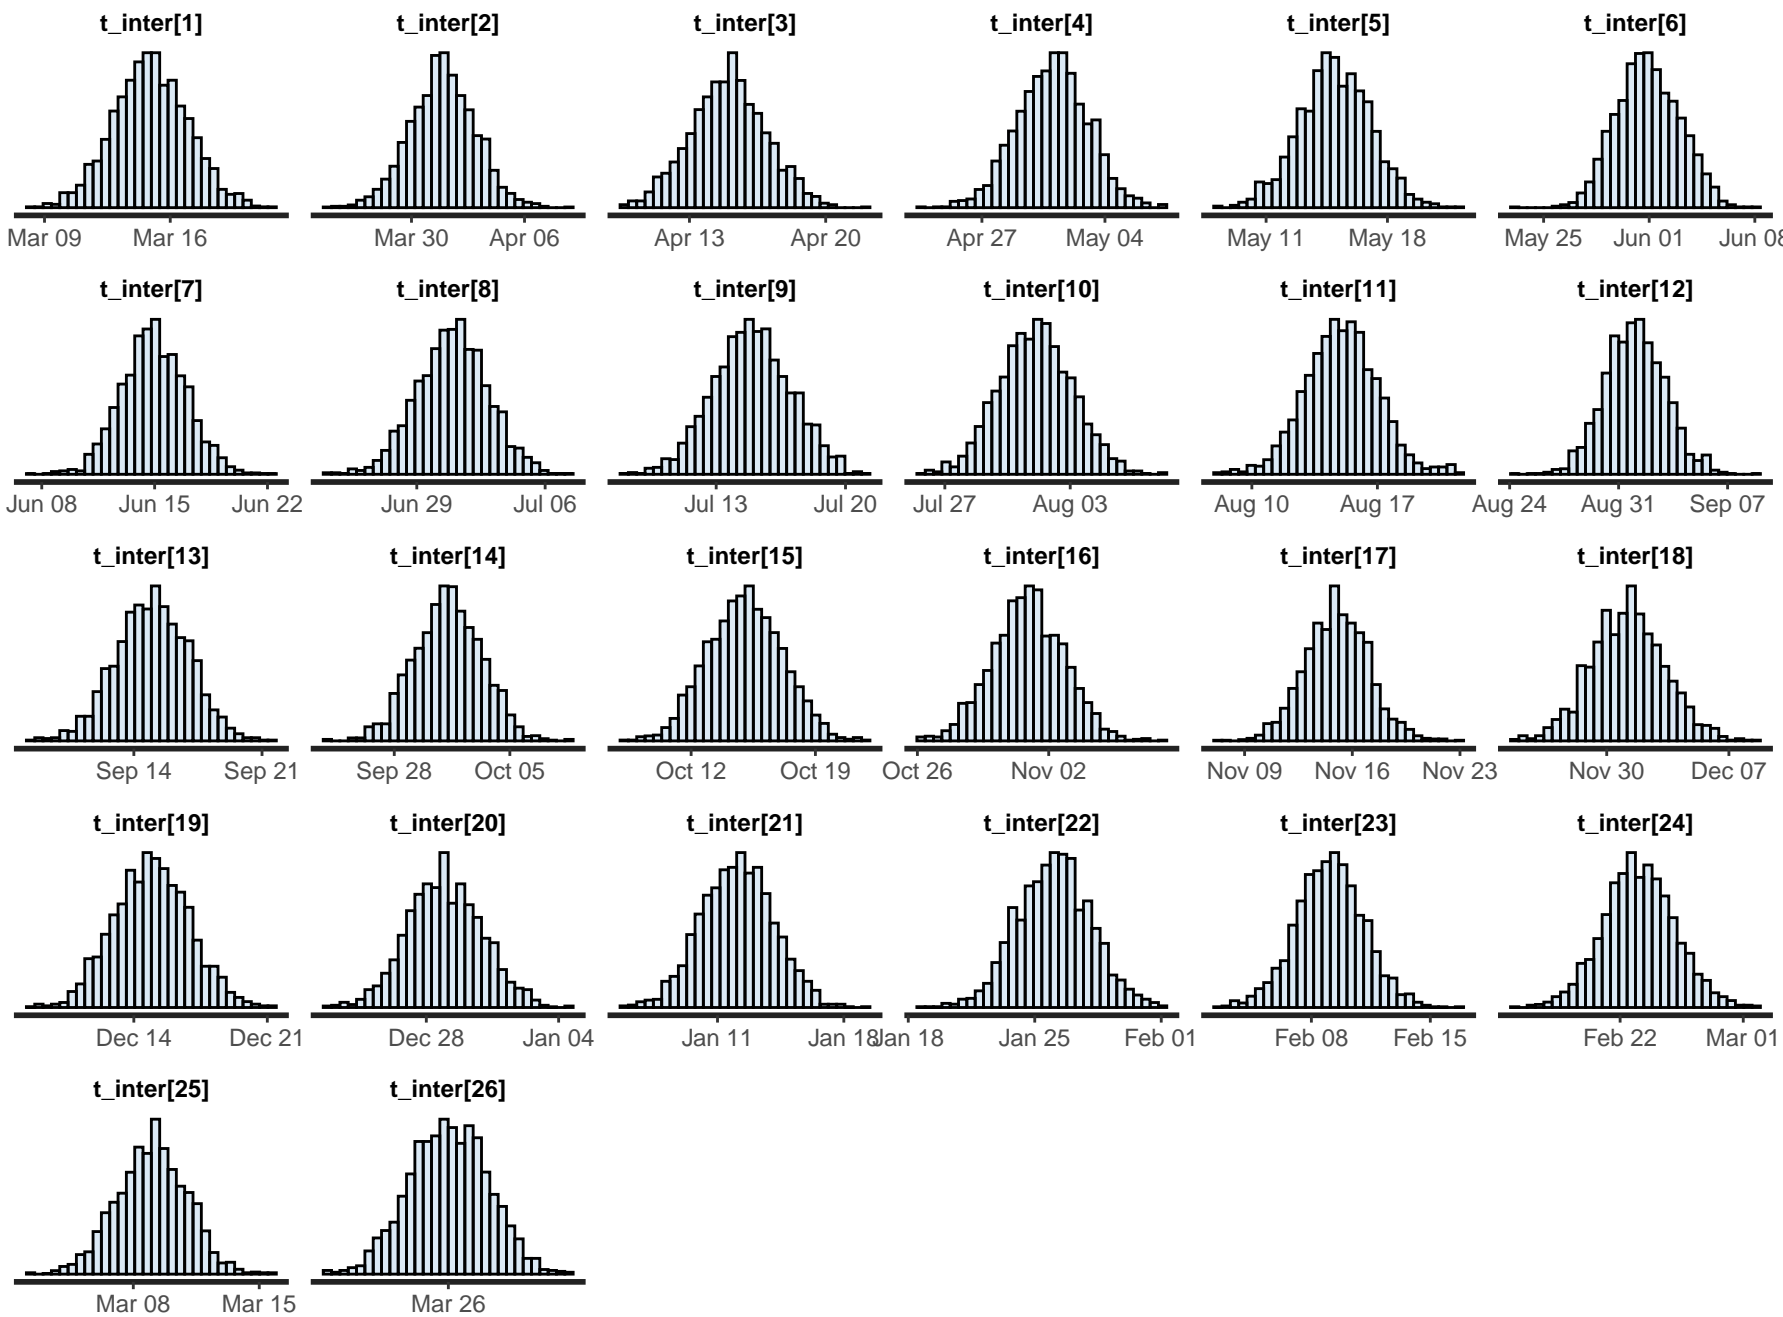 t_inter[1] t_inter[2] t_inter[3] t_inter[4] t_inter[5] t_inter[6]
Mar 09 Mar 16 Mar 30 Apr 06 Apr 13 Apr 20 Apr 27 May 04 May 11 May 18 May 25 Jun 01 Jun 08
t_inter[7] t_inter[8] t_inter[9] t_inter[10] t_inter[11] t_inter[12]
Jun 08 Jun 15 Jun 22 Jun 29 Jul 06 Jul 13 Jul 20 Jul 27 Aug 03 Aug 10 Aug 17 Aug 24 Aug 31 Sep 07
t_inter[13] t_inter[14] t_inter[15] t_inter[16] t_inter[17] t_inter[18]
Sep 14 Sep 21 Sep 28 Oct 05 Oct 12 Oct 19 Oct 26 Nov 02 Nov 09 Nov 16 Nov 23 Nov 30 Dec 07
t_inter[19] t_inter[20] t_inter[21] t_inter[22] t_inter[23] t_inter[24]
Dec 14 Dec 21 Dec 28 Jan 04 Jan 11 Jan 18 Jan 18 Jan 25 Feb 01 Feb 08 Feb 15 Feb 22 Mar 01
t_inter[25] t_inter[26]
Mar 08 Mar 15 Mar 26